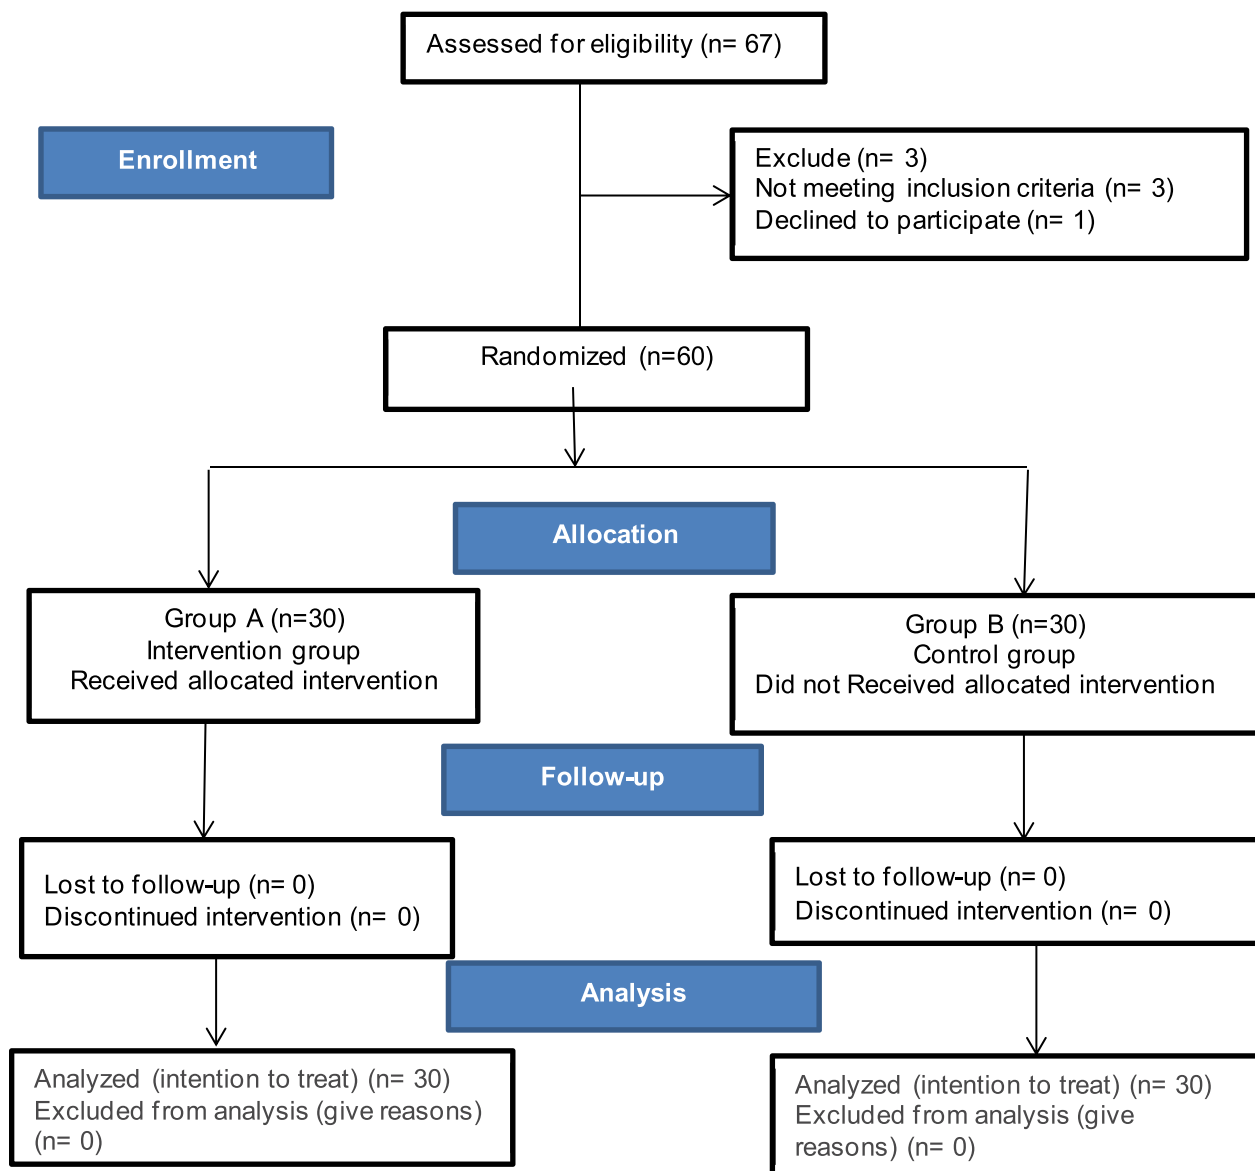 Assessed for eligibility (n= 67)
Enrollment
Exclude (n= 3)
Not meeting inclusion criteria (n= 3)
Declined to participate (n= 1)
Randomized (n=60)
Allocation
Group A (n=30)
Intervention group
Received allocated intervention
Group B (n=30)
Control group
Did not Received allocated intervention
Follow-up
Lost to follow-up (n= 0)
Discontinued intervention (n= 0)
Lost to follow-up (n= 0)
Discontinued intervention (n= 0)
Analysis
Analyzed (intention to treat) (n= 30)
Excluded from analysis (give reasons)
(n= 0)
Analyzed (intention to treat) (n= 30)
Excluded from analysis (give
reasons) (n= 0)